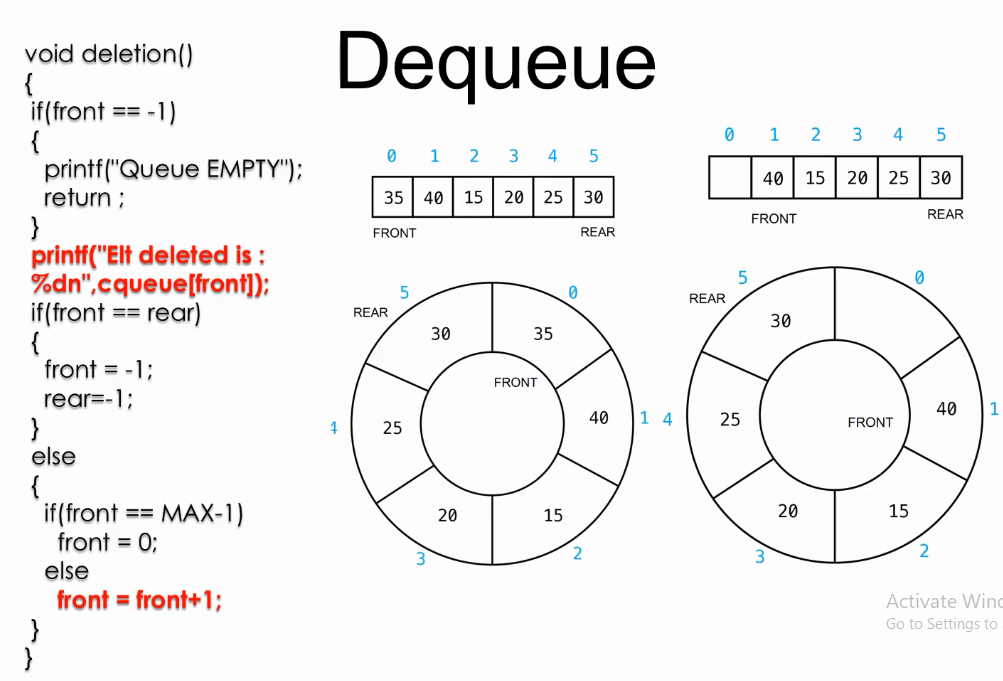 Dequeue
void deletion()
{
if(front == -1)
{
printf("Queue EMPTY");
return ;
}
printf("Elt deleted is :
%dn",cqueue[front]);
if(front == rear)
{
front = -1;
rear=-1;
}
else
{
if(front == MAX-1)
front = 0;
else
front = front+1;
}
}
0 1 2 3 4 5
35 40 15 20 25 30
FRONT REAR
0 1 2 3 4 5
40 15 20 25 30
FRONT REAR
5 0
REAR
30 35
FRONT
4 25 40 1
20 15
3 2
5 0
REAR
30
4 25 FRONT 40 1
20 15
3 2
Activate Winc
Go to Settings to